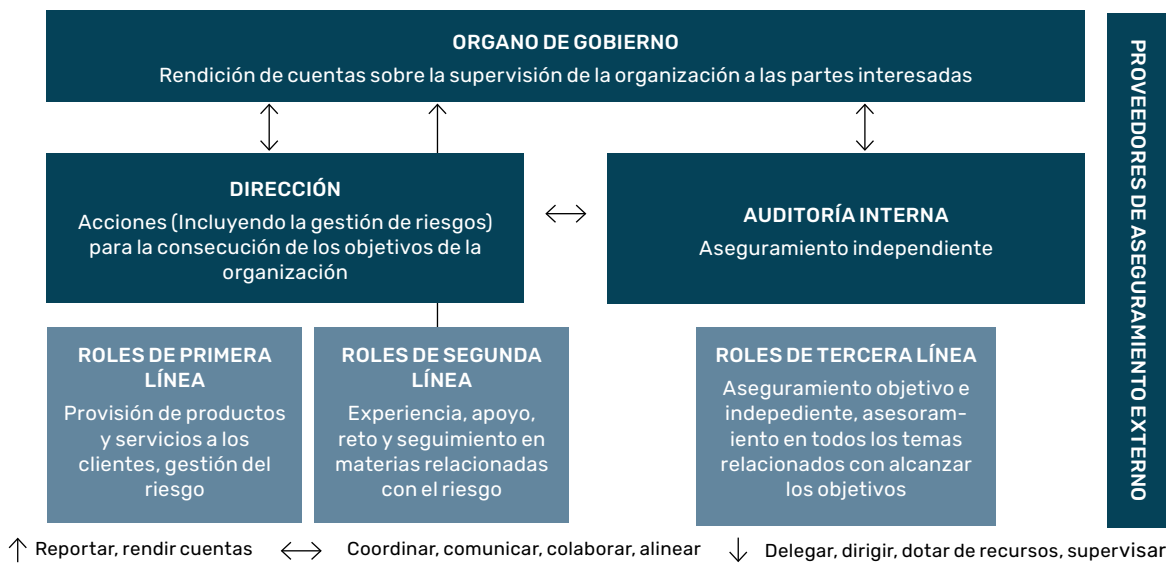 ORGANO DE GOBIERNO
Rendición de cuentas sobre la supervisión de la organización a las partes interesadas
DIRECCIÓN
Acciones (Incluyendo la gestión de riesgos)
para la consecución de los objetivos de la
organización
AUDITORÍA INTERNA
Aseguramiento independiente
ROLES DE PRIMERA
LÍNEA
Provisión de productos
y servicios a los
clientes, gestión del
riesgo
ROLES DE SEGUNDA
LÍNEA
Experiencia, apoyo,
reto y seguimiento en
materias relacionadas
con el riesgo
ROLES DE TERCERA LÍNEA
Aseguramiento objetivo e
indepediente, asesoram-
iento en todos los temas
relacionados con alcanzar
los objetivos
PROVEEDORES DE ASEGURAMIENTO EXTERNO
Reportar, rendir cuentas
Coordinar, comunicar, colaborar, alinear
Delegar, dirigir, dotar de recursos, supervisar